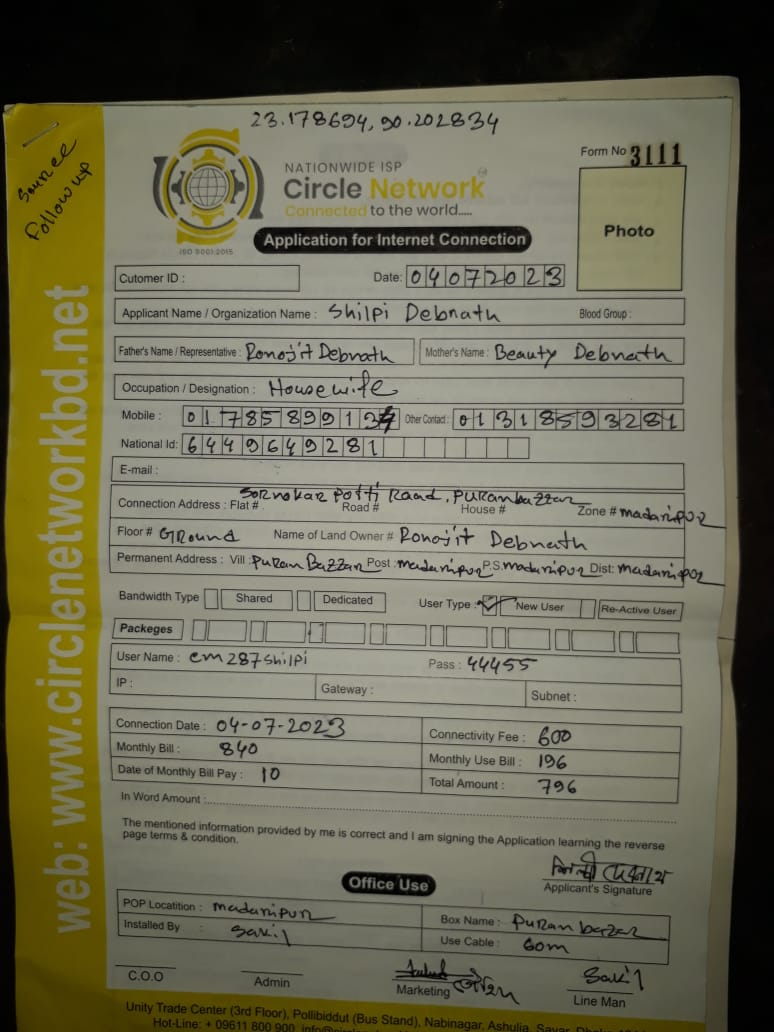 23.178694, 90.202834
Source
Follow up
Form No 3111
NATIONWIDE ISP
Circle Network
Connected to the world.....
ISO 9001:2015
Photo
Application for Internet Connection
Cutomer ID :
Date: 04072023
Applicant Name / Organization Name : Shilpi Debnath Blood Group :
Father's Name / Representative : Ronojit Debnath Mother's Name : Beauty Debnath
Occupation / Designation : Housewife
Mobile : Other Contact : 01318593281
National Id: 6449649281
E-mail :
Sornokar Potti Road, Puranbazzar
Connection Address : Flat # Road # House # Zone # madaripur
Floor # Ground Name of Land Owner # Ronojit Debnath
Permanent Address : Vill : Puran Bazzar Post : madaripur P.S. madaripur Dist: madaripur
Bandwidth Type Shared Dedicated User Type : New User Re-Active User
Packeges
User Name : cm287shilpi Pass : 44455
IP : Gateway : Subnet :
Connection Date : 04-07-2023 Connectivity Fee : 600
Monthly Bill : 840 Monthly Use Bill : 196
Date of Monthly Bill Pay : 10 Total Amount : 796
In Word Amount :
The mentioned information provided by me is correct and I am signing the Application learning the reverse
page terms & condition.
শিল্পী দেবনাথ
Applicant's Signature
Office Use
POP Locatition : madaripur Box Name : Puran bazar
Installed By : Sakil Use Cable : 60m
Sakil
C.O.O Admin Marketing Line Man
web: www.circlenetworkbd.net
Unity Trade Center (3rd Floor), Pollibiddut (Bus Stand), Nabinagar, Ashulia, Savar,
Hot-Line: + 09611 800 900,